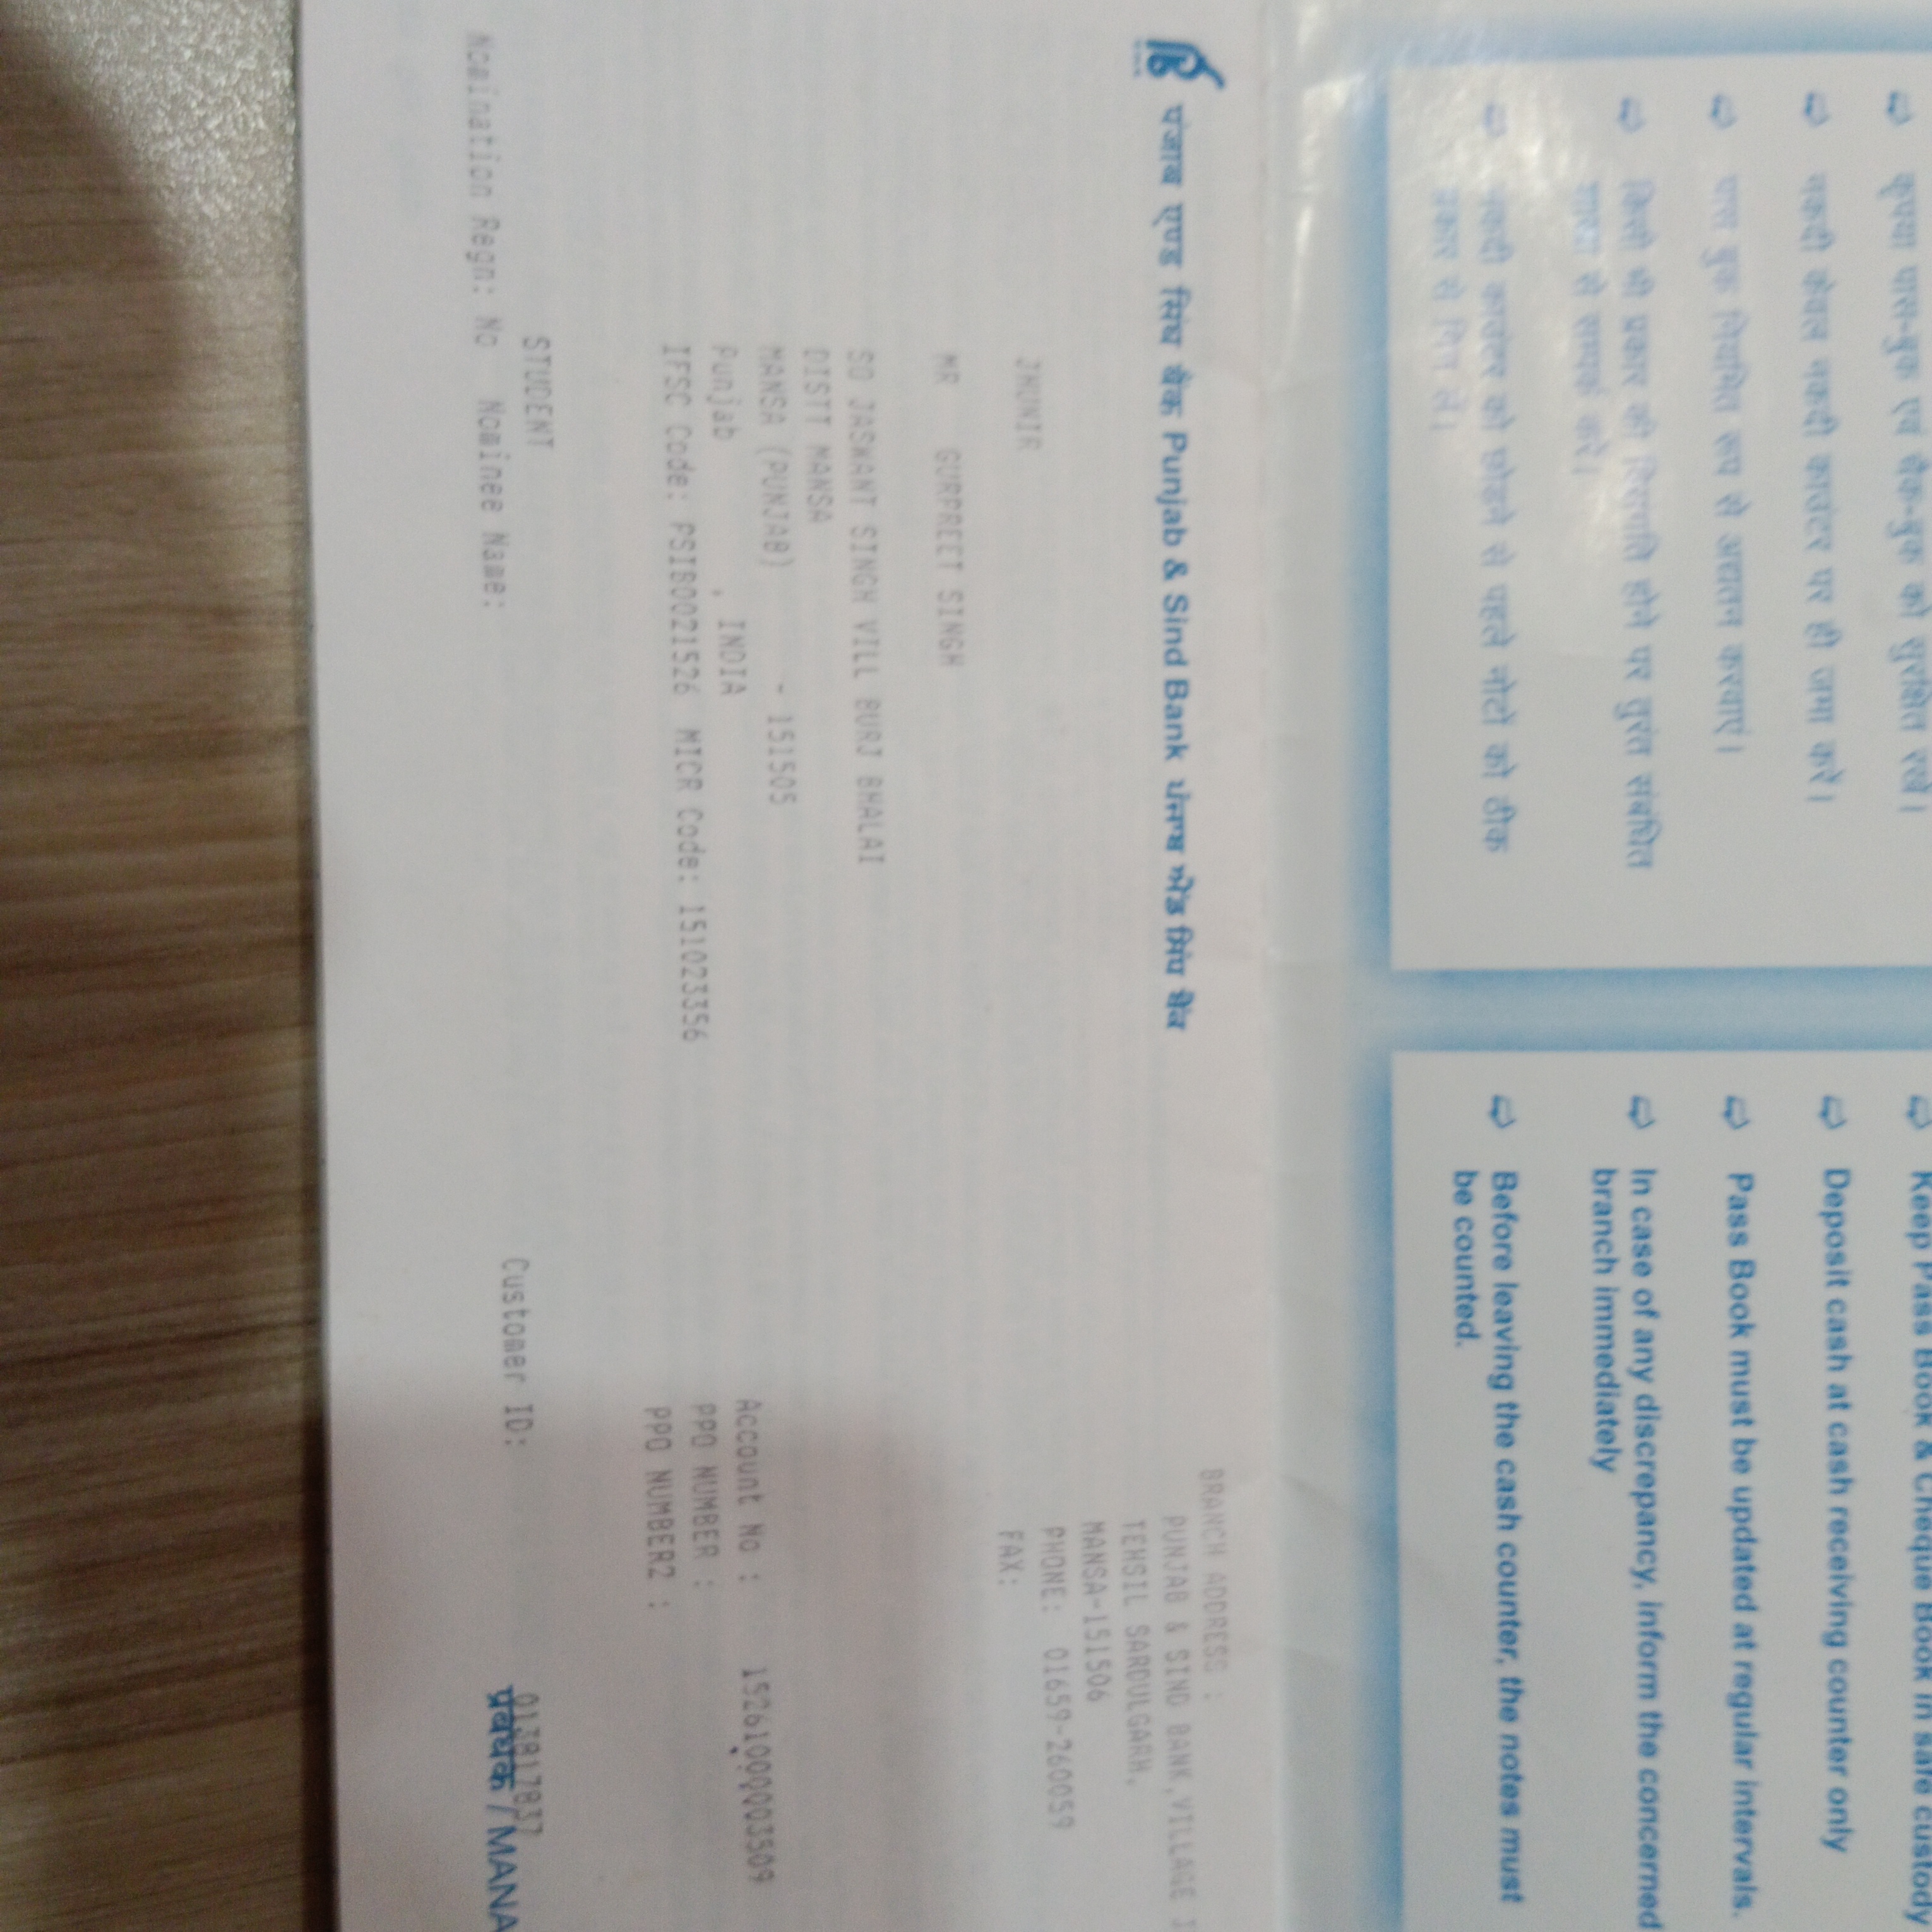 कृपया पास-बुक एवं चैक-बुक को सुरक्षित रखें।
नकदी केवल नकदी काउंटर पर ही जमा करें।
पास बुक नियमित रूप से अद्यतन करवाएं।
किसी भी प्रकार की विसंगति होने पर तुरंत संबंधित
शाखा से सम्पर्क करें।
नकदी काउंटर को छोडने से पहले नोटों को ठीक
प्रकार से गिन लें।
Keep Pass Book & Cheque Book in safe custody
Deposit cash at cash receiving counter only
Pass Book must be updated at regular intervals.
In case of any discrepancy, inform the concerned
branch immediately
Before leaving the cash counter, the notes must
be counted.
पंजाब एण्ड सिंध बैंक Punjab & Sind Bank ਪੰਜਾਬ ਐਂਡ ਸਿੰਧ ਬੈਂਕ
BRANCH ADDRESS :
PUNJAB & SIND BANK,VILLAGE
TEHSIL SARDULGARH,
MANSA-151506
PHONE: 01659-260059
FAX:
JHUNIR
MR GURPREET SINGH
SO JASWANT SINGH VILL BURJ BHALAI
DISTT MANSA
MANSA (PUNJAB) - 151505
Punjab , INDIA
IFSC Code: PSIB0021526 MICR Code: 151023356
Account No : 15261000003509
PPO NUMBER :
PPO NUMBER2 :
STUDENT
Customer ID: 013817837
Nomination Regn: No Nominee Name:
प्रबंधक / MANA